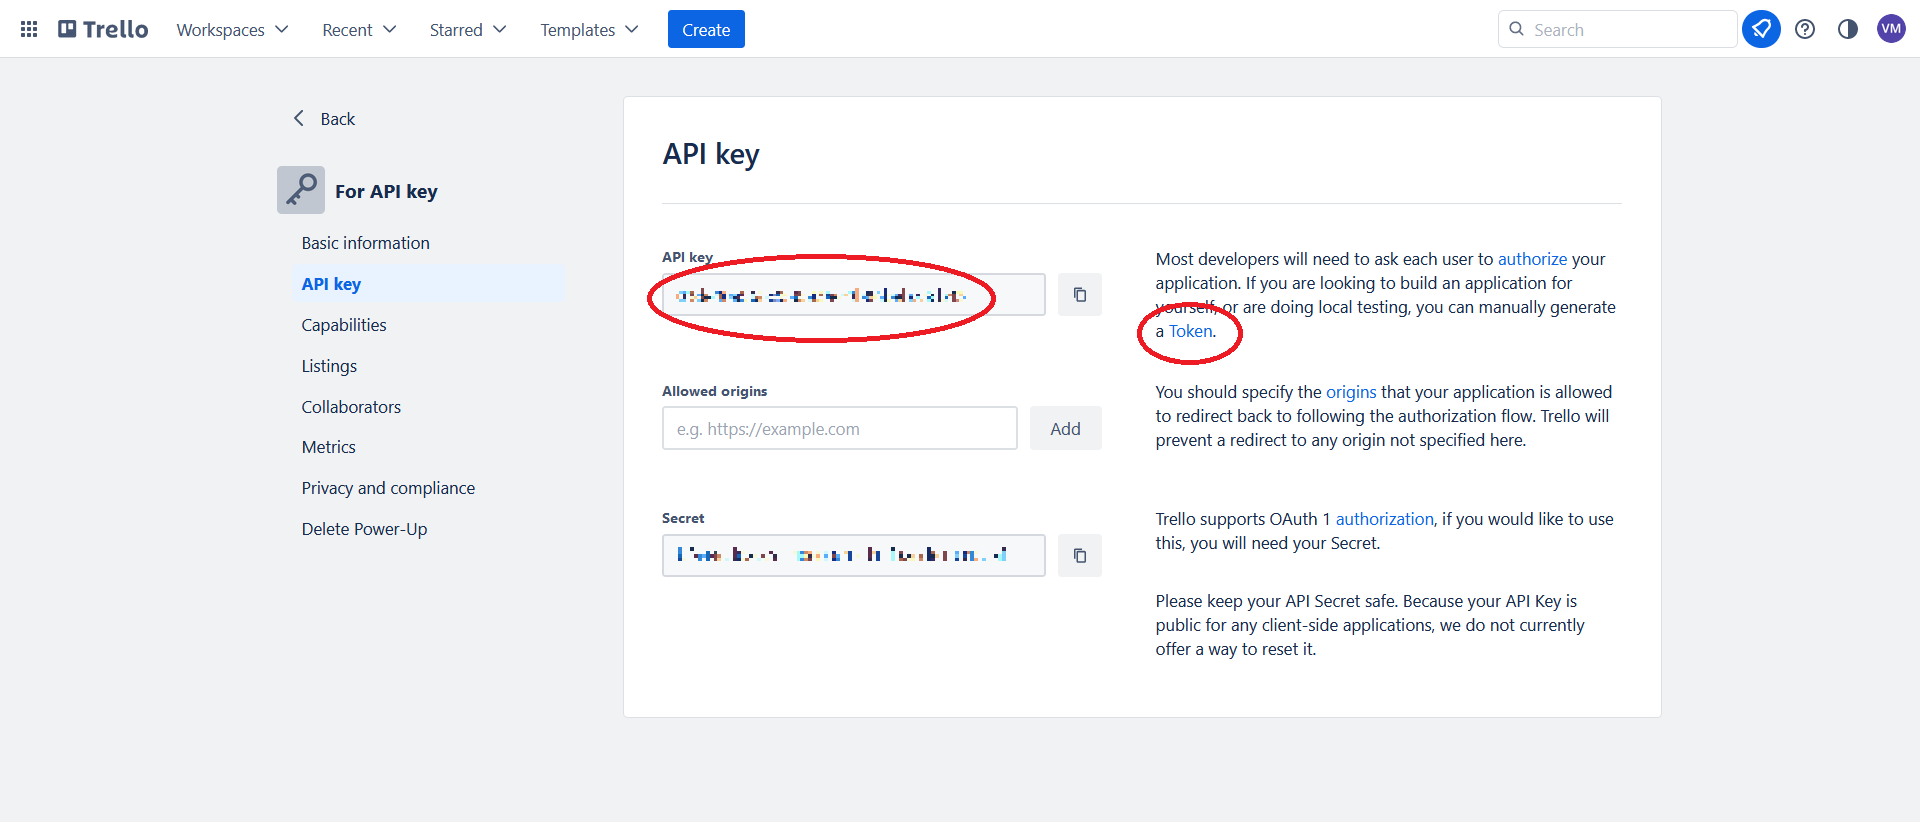 Trello
Workspaces
Recent
Starred
Templates
Create
Search
VM
Back
For API key
Basic information
API key
Capabilities
Listings
Collaborators
Metrics
Privacy and compliance
Delete Power-Up
API key
API key
Most developers will need to ask each user to authorize your
application. If you are looking to build an application for
yourself, or are doing local testing, you can manually generate
a Token.
Allowed origins
e.g. https://example.com
Add
You should specify the origins that your application is allowed
to redirect back to following the authorization flow. Trello will
prevent a redirect to any origin not specified here.
Secret
Trello supports OAuth 1 authorization, if you would like to use
this, you will need your Secret.
Please keep your API Secret safe. Because your API Key is
public for any client-side applications, we do not currently
offer a way to reset it.